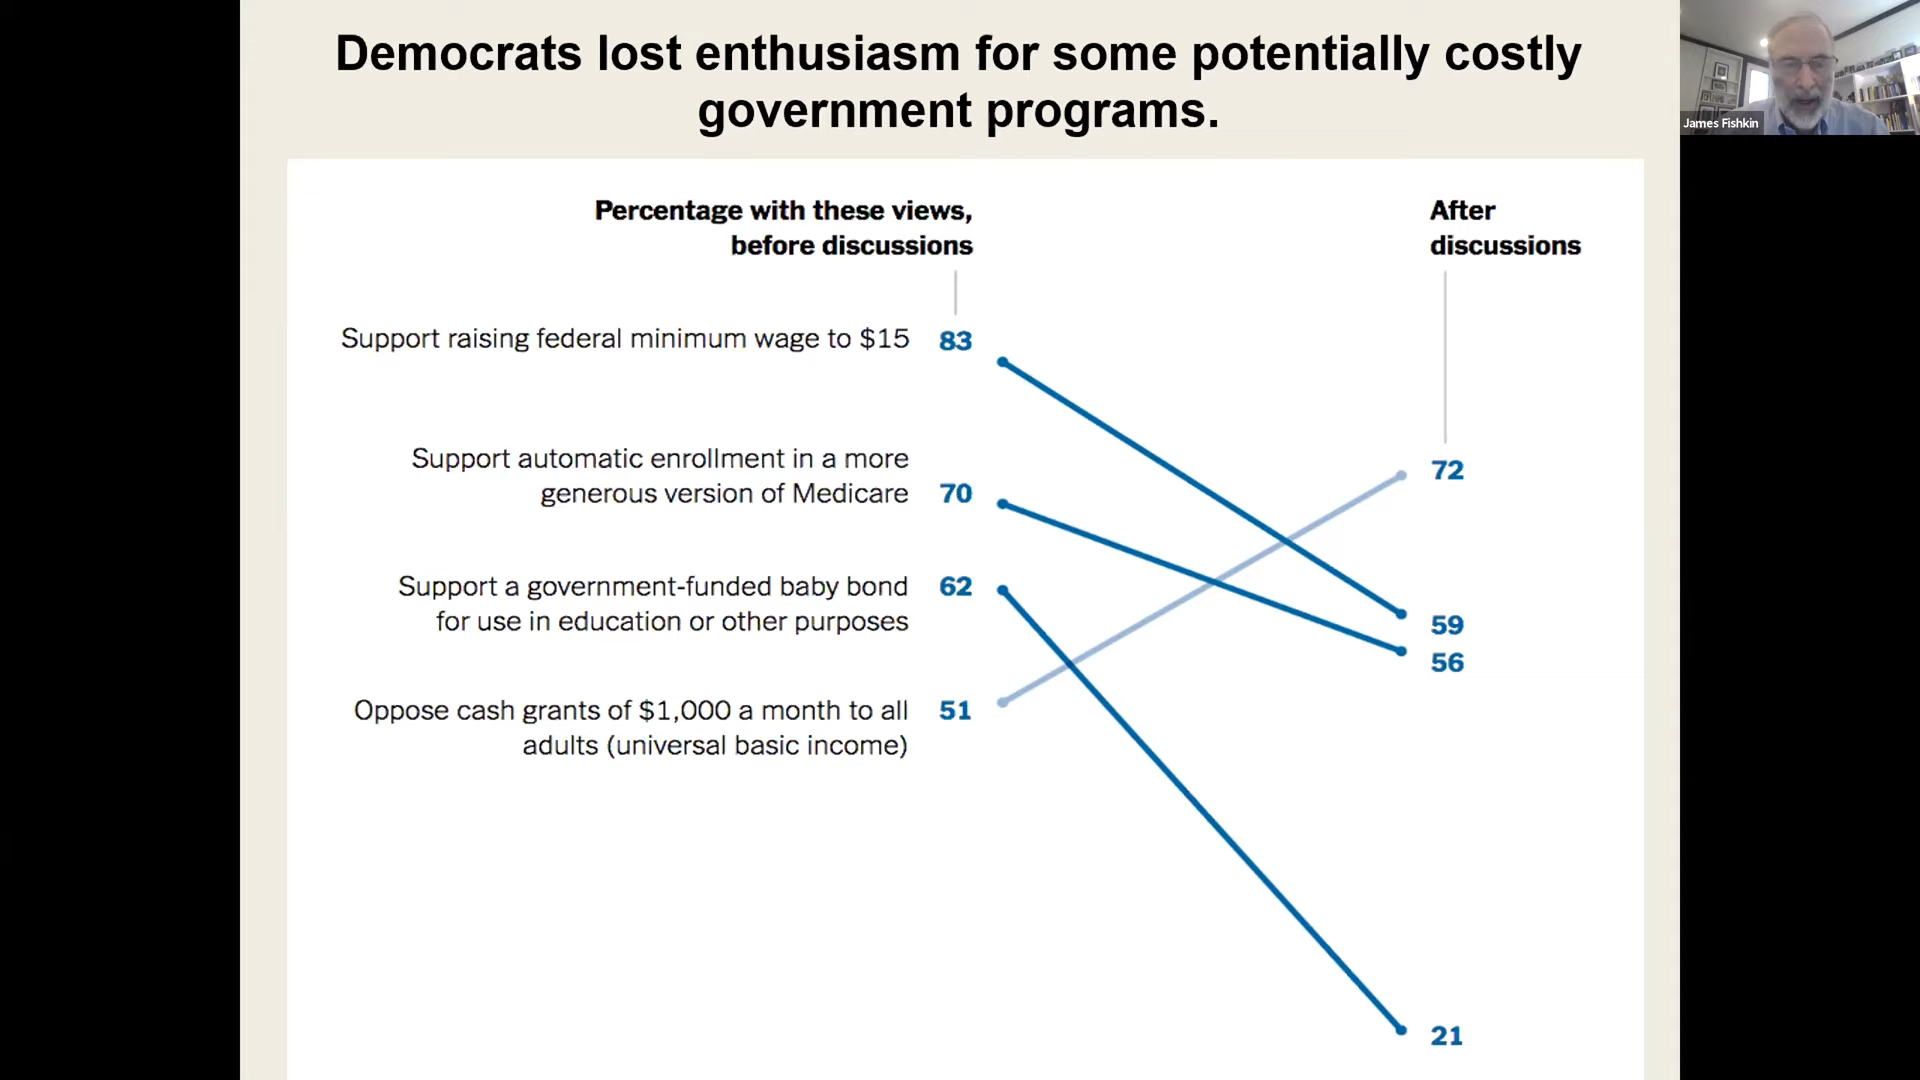 Democrats lost enthusiasm for some potentially costly
government programs.
James Fishkin
Percentage with these views,
before discussions
After
discussions
Support raising federal minimum wage to $15 83
Support automatic enrollment in a more
generous version of Medicare 70
72
Support a government-funded baby bond 62
for use in education or other purposes
59
56
Oppose cash grants of $1,000 a month to all 51
adults (universal basic income)
21